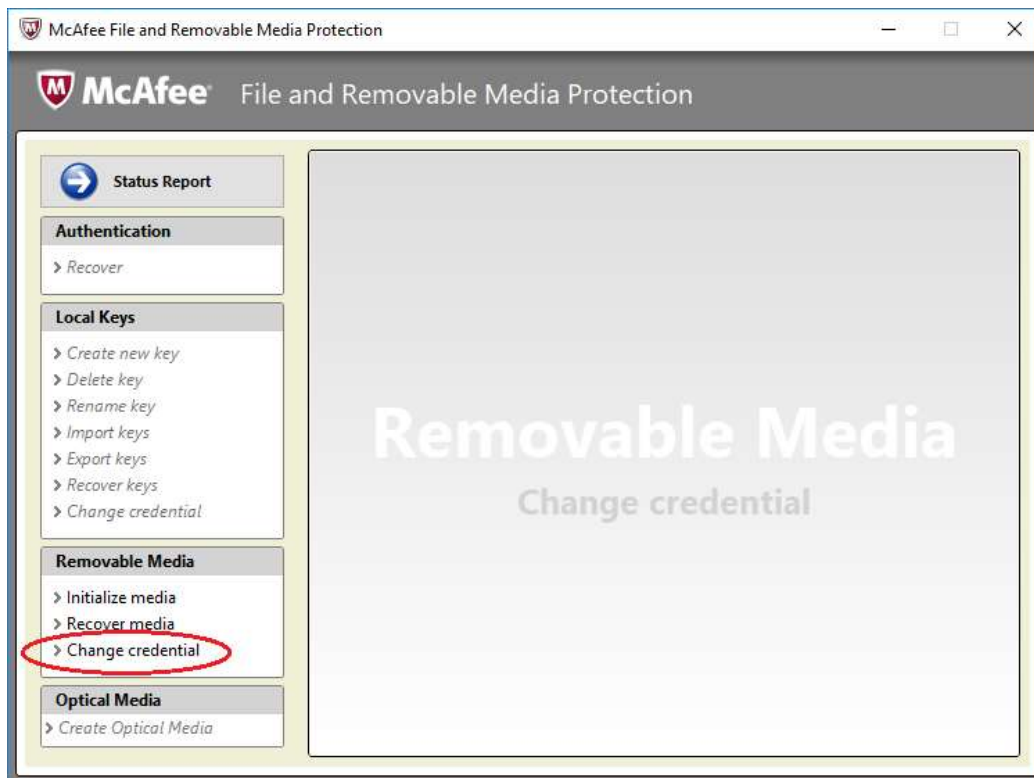 McAfee File and Removable Media Protection
McAfee File and Removable Media Protection
Status Report
Authentication
Recover
Local Keys
Create new key
Delete key
Rename key
Import keys
Export keys
Recover keys
Change credential
Removable Media
Initialize media
Recover media
Change credential
Optical Media
Create Optical Media
Removable Media
Change credential